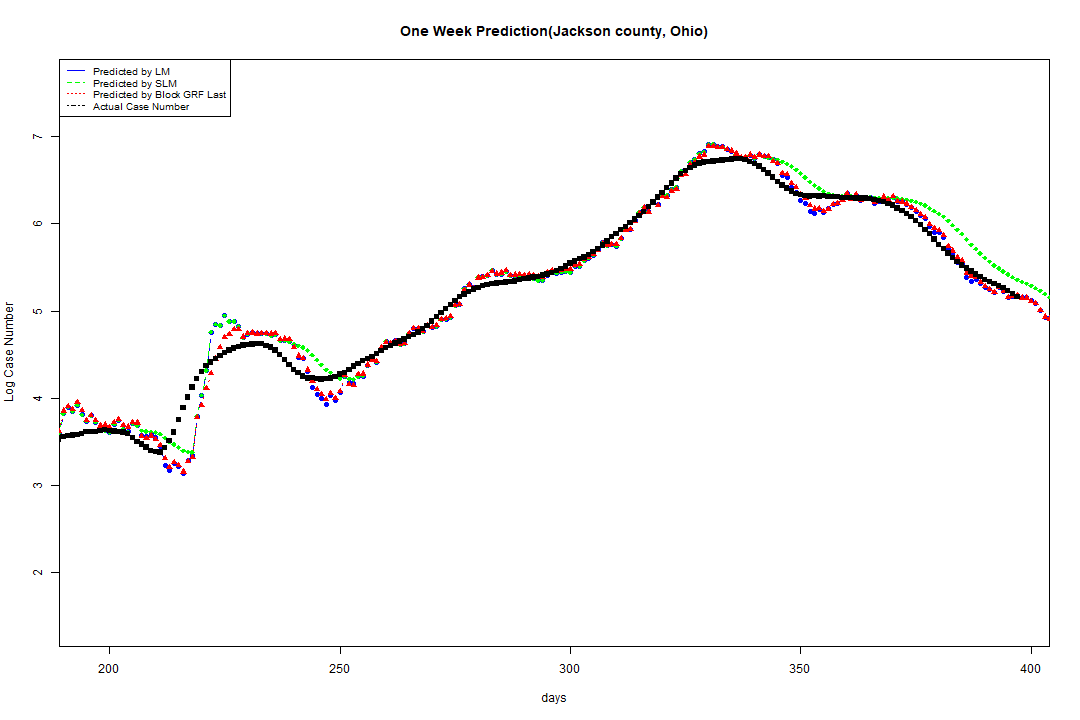 One Week Prediction(Jackson county, Ohio)
Predicted by LM
Predicted by SLM
Predicted by Block GRF Last
Actual Case Number
Log Case Number
7
6
5
4
3
2
200 250 300 350 400
days